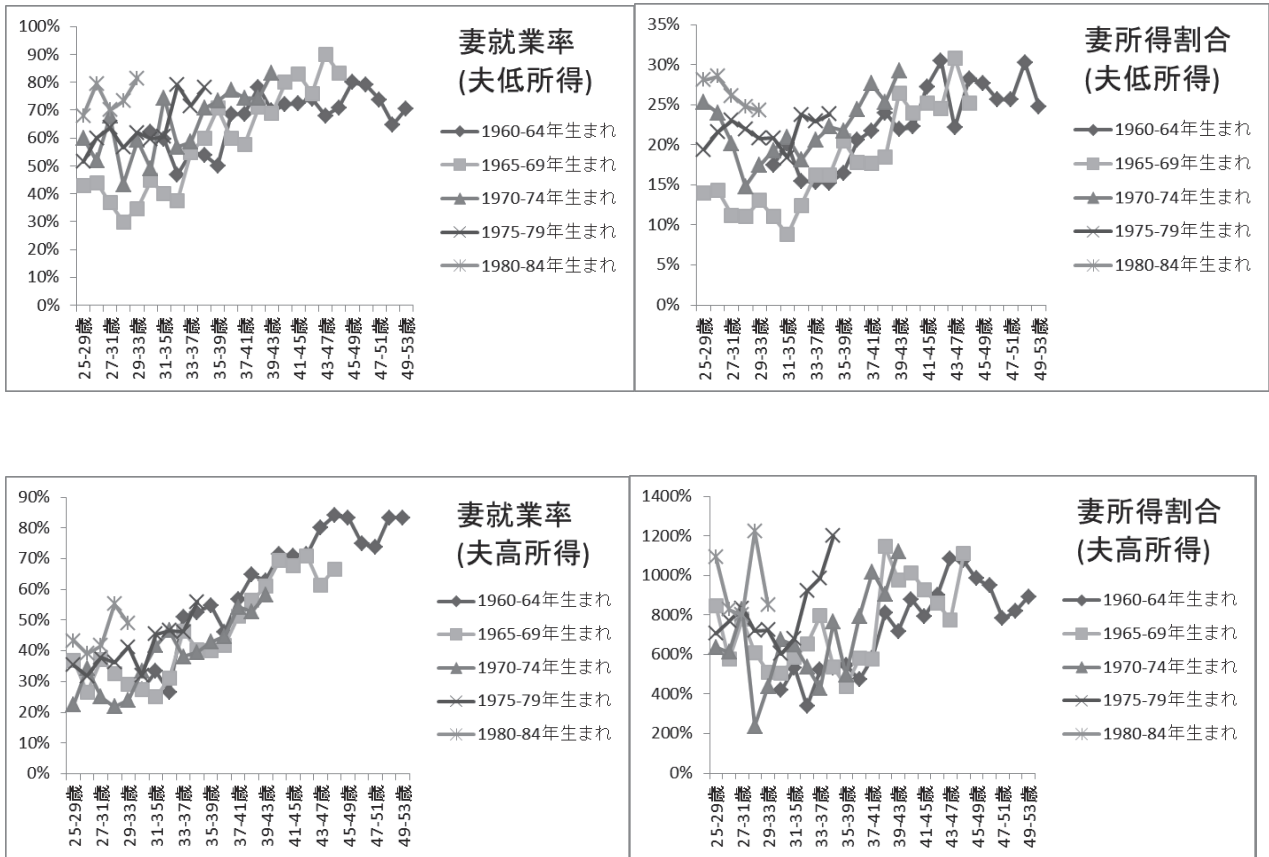 100%
90%
80%
70%
60%
50%
40%
30%
20%
10%
0%
妻就業率
(夫低所得)
1960-64年生まれ
1965-69年生まれ
1970-74年生まれ
1975-79年生まれ
1980-84年生まれ
25-29歳
27-31歳
29-33歳
31-35歳
33-37歳
35-39歳
37-41歳
39-43歳
41-45歳
43-47歳
45-49歳
47-51歳
49-53歳
35%
30%
25%
20%
15%
10%
5%
0%
妻所得割合
(夫低所得)
1960-64年生まれ
1965-69年生まれ
1970-74年生まれ
1975-79年生まれ
1980-84年生まれ
25-29歳
27-31歳
29-33歳
31-35歳
33-37歳
35-39歳
37-41歳
39-43歳
41-45歳
43-47歳
45-49歳
47-51歳
49-53歳
90%
80%
70%
60%
50%
40%
30%
20%
10%
0%
妻就業率
(夫高所得)
1960-64年生まれ
1965-69年生まれ
1970-74年生まれ
1975-79年生まれ
1980-84年生まれ
25-29歳
27-31歳
29-33歳
31-35歳
33-37歳
35-39歳
37-41歳
39-43歳
41-45歳
43-47歳
45-49歳
47-51歳
49-53歳
1400%
1200%
1000%
800%
600%
400%
200%
0%
妻所得割合
(夫高所得)
1960-64年生まれ
1965-69年生まれ
1970-74年生まれ
1975-79年生まれ
1980-84年生まれ
25-29歳
27-31歳
29-33歳
31-35歳
33-37歳
35-39歳
37-41歳
39-43歳
41-45歳
43-47歳
45-49歳
47-51歳
49-53歳